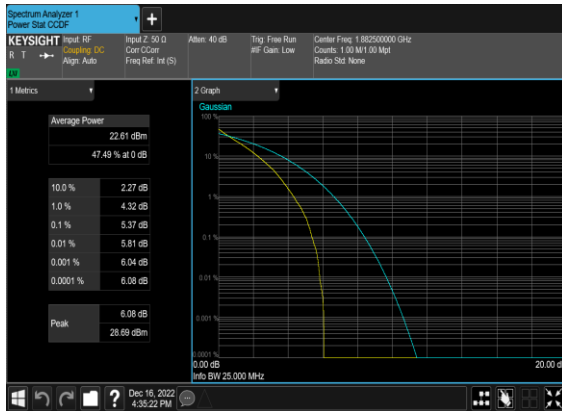 Spectrum Analyzer 1
Power Stat CCDF
KEYSIGHT
R T
LXI
Input: RF
Coupling: DC
Align: Auto
Input Z: 50 Ω
Corr CCorr
Freq Ref: Int (S)
Atten: 40 dB
Trig: Free Run
#IF Gain: Low
Center Freq: 1.882500000 GHz
Counts: 1.00 M/1.00 Mpt
Radio Std: None
1 Metrics
Average Power
22.61 dBm
47.49 % at 0 dB
10.0 % 2.27 dB
1.0 % 4.32 dB
0.1 % 5.37 dB
0.01 % 5.81 dB
0.001 % 6.04 dB
0.0001 % 6.08 dB
Peak
6.08 dB
28.69 dBm
2 Graph
Gaussian
100 %
10 %
1 %
0.1 %
0.01 %
0.001 %
0.0001 %
0.00 dB
20.00 d
Info BW 25.000 MHz
?
Dec 16, 2022
4:35:22 PM